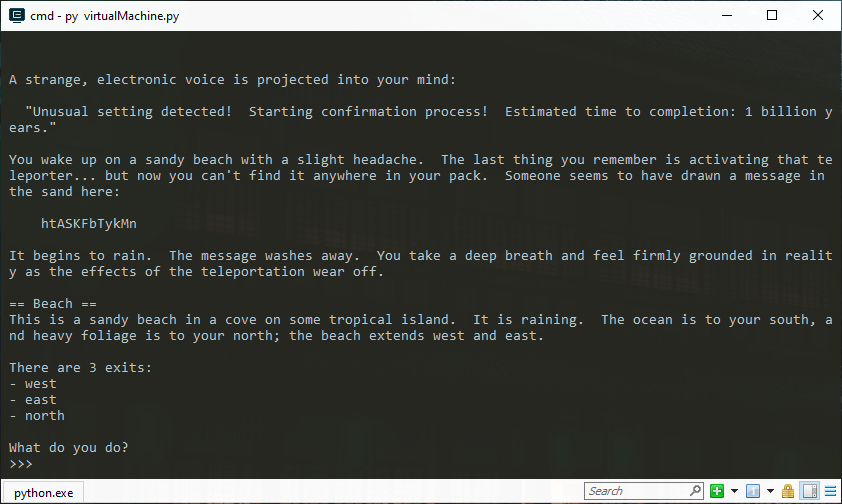 cmd - py  virtualMachine.py
A strange, electronic voice is projected into your mind:
"Unusual setting detected!  Starting confirmation process!  Estimated time to completion: 1 billion y
ears."
You wake up on a sandy beach with a slight headache.  The last thing you remember is activating that te
leporter... but now you can't find it anywhere in your pack.  Someone seems to have drawn a message in
the sand here:
htASKFbTykMn
It begins to rain.  The message washes away.  You take a deep breath and feel firmly grounded in realit
y as the effects of the teleportation wear off.
== Beach ==
This is a sandy beach in a cove on some tropical island.  It is raining.  The ocean is to your south, a
nd heavy foliage is to your north; the beach extends west and east.
There are 3 exits:
- west
- east
- north
What do you do?
>>>
python.exe
Search